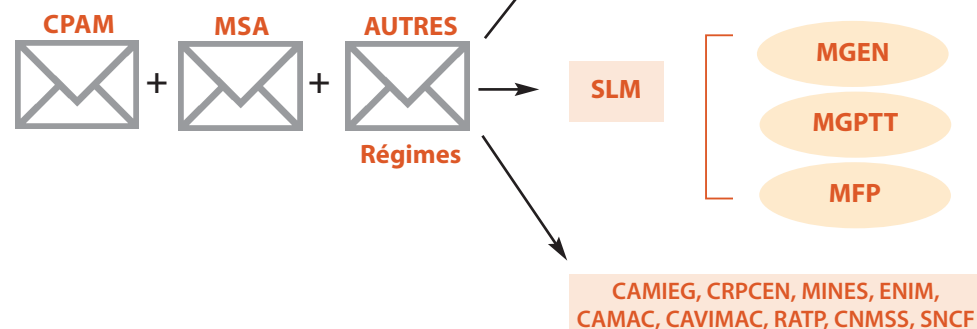 CPAM
MSA
AUTRES
+
+
Régimes
SLM
MGEN
MGPTT
MFP
CAMIEG, CRPCEN, MINES, ENIM,
CAMAC, CAVIMAC, RATP, CNMSS, SNCF